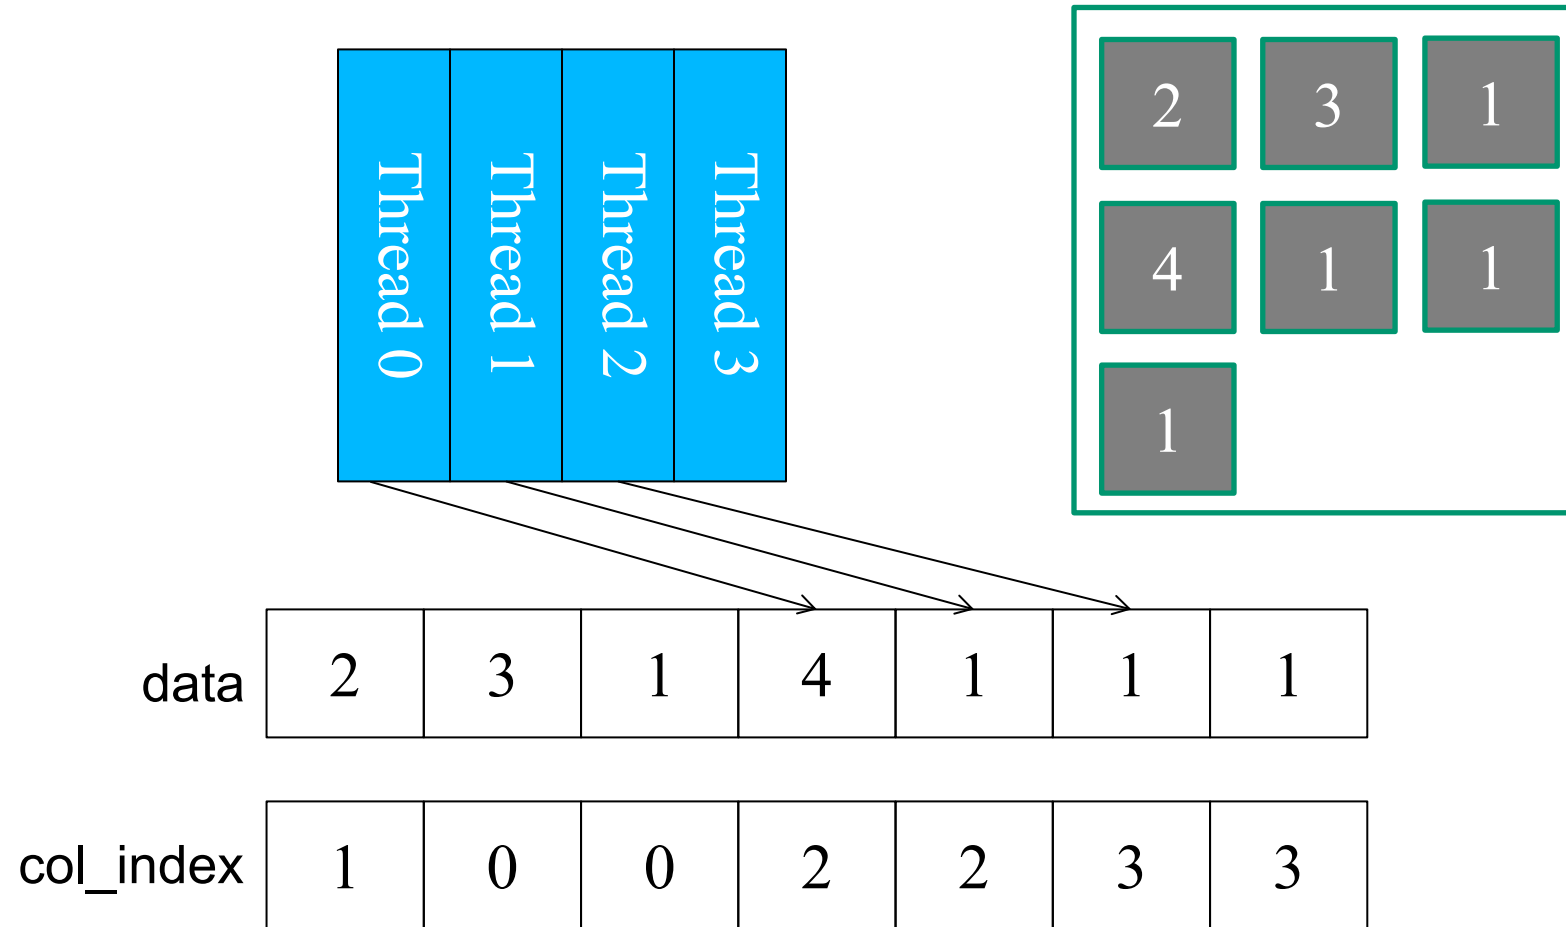 Thread 0
Thread 1
Thread 2
Thread 3
2 3 1
4 1 1
1
data 2 3 1 4 1 1 1
col_index 1 0 0 2 2 3 3